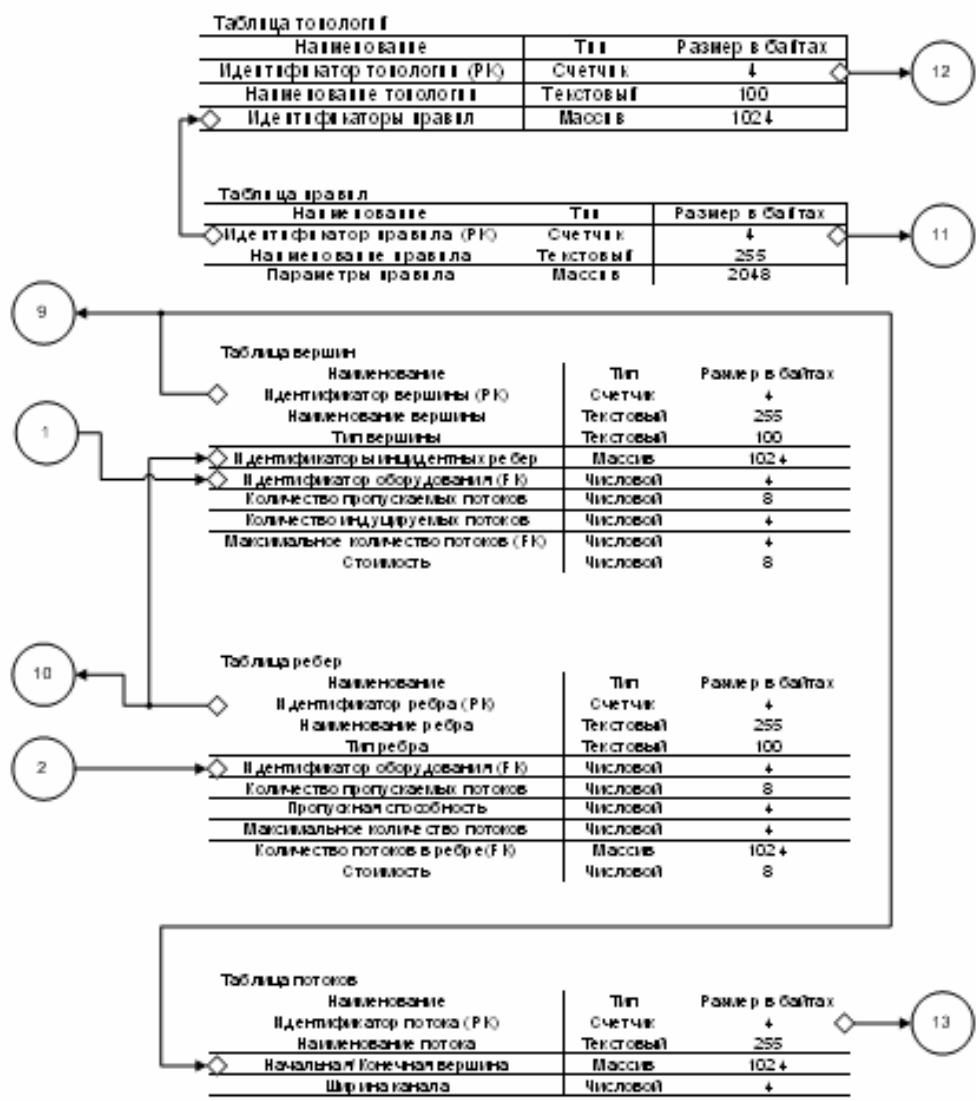 Таблица топологий
Наименование Тип Размер в байтах
Идентификатор топологии (PK) Счетчик 4 12
Наименование топологии Текстовый 100
Идентификаторы правил Массив 1024
Таблица правил
Наименование Тип Размер в байтах
Идентификатор правила (PK) Счетчик 4 11
Наименование правила Текстовый 255
Параметры правила Массив 2048
9
Таблица вершин
Наименование Тип Размер в байтах
Идентификатор вершины (PK) Счетчик 4
Наименование вершины Текстовый 255
1
Тип вершины Текстовый 100
Идентификаторы инцидентных ребер Массив 1024
Идентификатор оборудования (FK) Числовой 4
Количество пропускаемых потоков Числовой 8
Количество индуцируемых потоков Числовой 4
Максимальное количество потоков (FK) Числовой 4
Стоимость Числовой 8
10
Таблица ребер
Наименование Тип Размер в байтах
Идентификатор ребра (PK) Счетчик 4
Наименование ребра Текстовый 255
Тип ребра Текстовый 100
2
Идентификатор оборудования (FK) Числовой 4
Количество пропускаемых потоков Числовой 8
Пропускная способность Числовой 4
Максимальное количество потоков Числовой 4
Количество потоков в ребре (FK) Массив 1024
Стоимость Числовой 8
Таблица потоков
Наименование Тип Размер в байтах
Идентификатор потока (PK) Счетчик 4 13
Наименование потока Текстовый 255
Начальная/Конечная вершина Массив 1024
Ширина канала Числовой 4